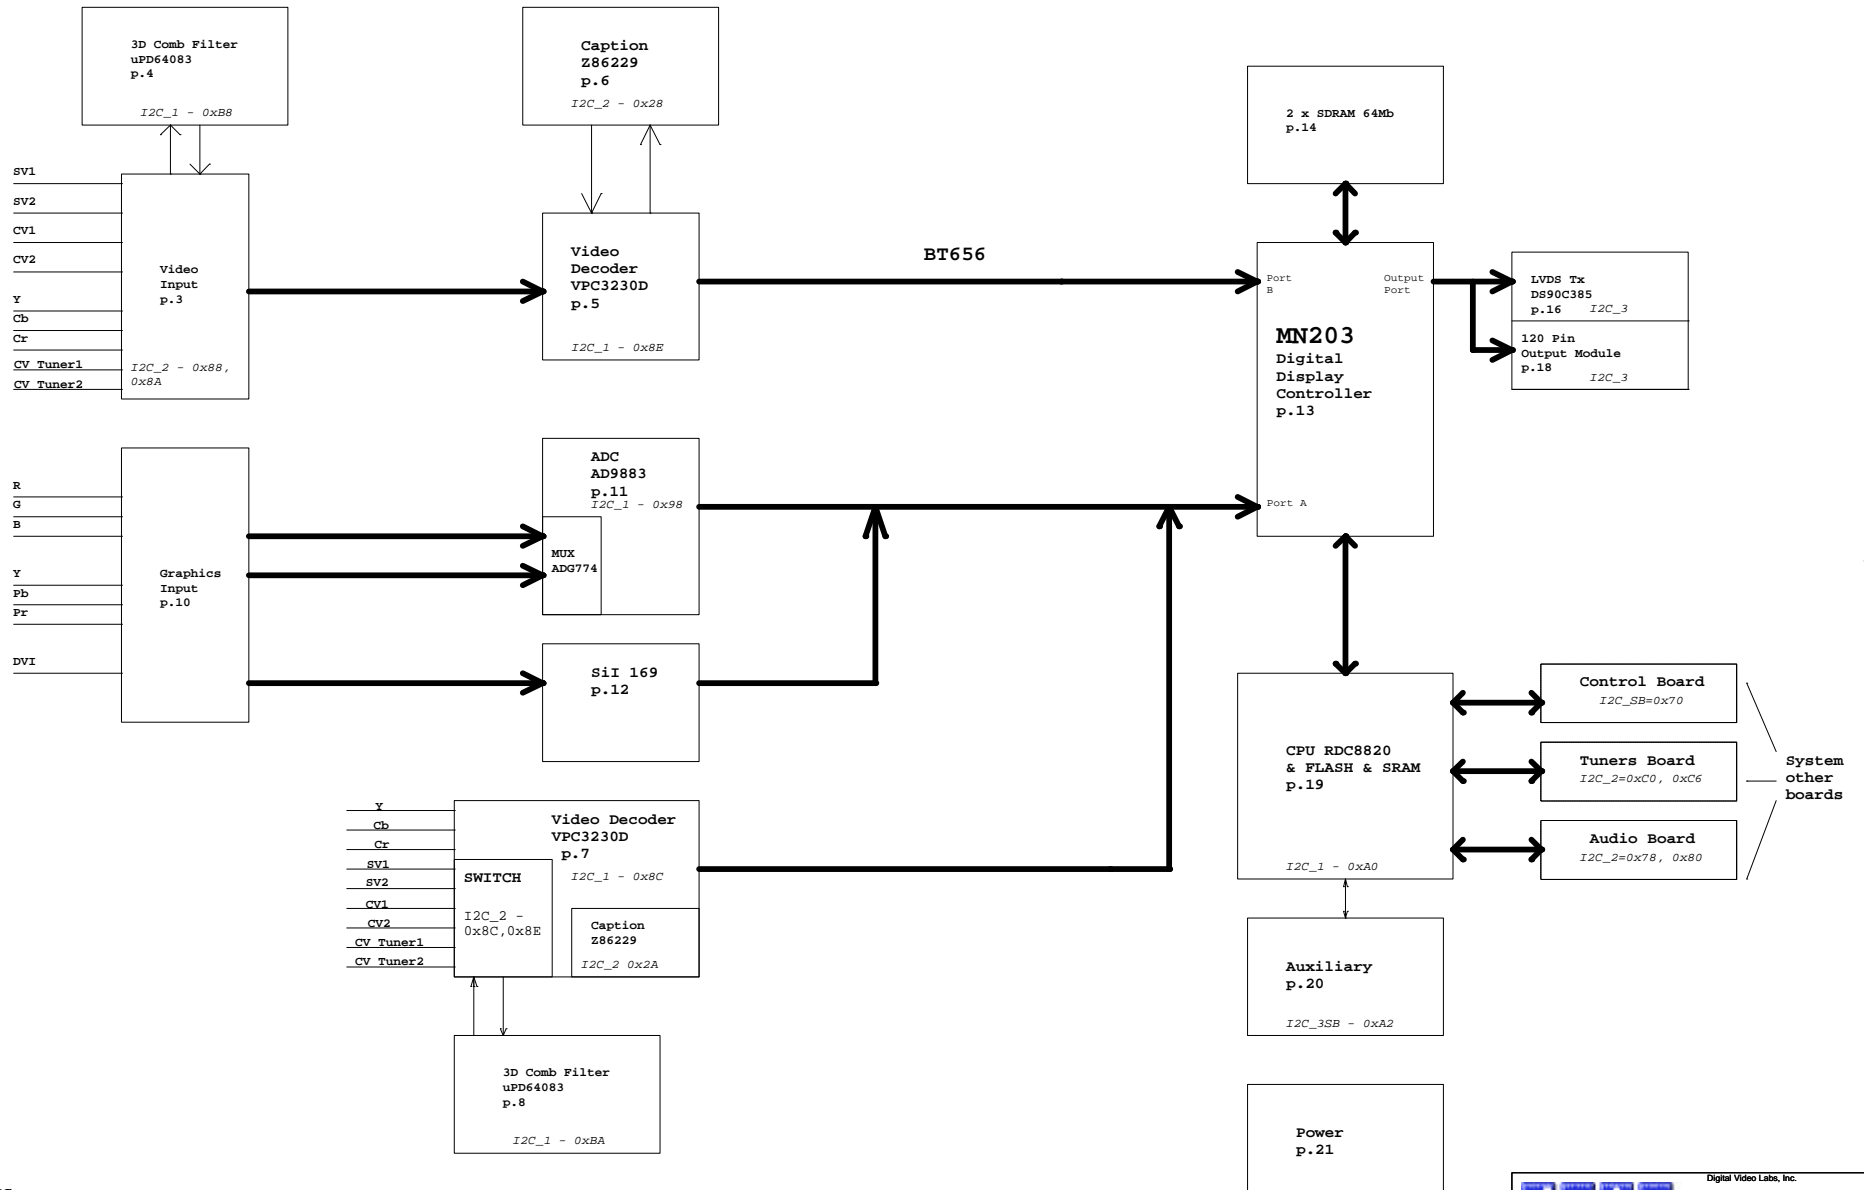 3D Comb Filter
uPD64083
p.4
I2C_1 - 0xB8
Caption
Z86229
p.6
I2C_2 - 0x28
2 x SDRAM 64Mb
p.14
SV1
SV2
CV1
CV2
Y
Cb
Cr
CV Tuner1
CV Tuner2
Video
Input
p.3
I2C_2 - 0x88,
0x8A
Video
Decoder
VPC3230D
p.5
I2C_1 - 0x8E
BT656
Port
B
Output
Port
MN203
Digital
Display
Controller
p.13
Port A
LVDS Tx
DS90C385
p.16 I2C_3
120 Pin
Output Module
p.18
I2C_3
R
G
B
Y
Pb
Pr
DVI
Graphics
Input
p.10
ADC
AD9883
p.11
I2C_1 - 0x98
MUX
ADG774
SiI 169
p.12
CPU RDC8820
& FLASH & SRAM
p.19
I2C_1 - 0xA0
Control Board
I2C_SB=0x70
Tuners Board
I2C_2=0xC0, 0xC6
Audio Board
I2C_2=0x78, 0x80
System
other
boards
Y
Cb
Cr
SV1
SV2
CV1
CV2
CV Tuner1
CV Tuner2
Video Decoder
VPC3230D
p.7
I2C_1 - 0x8C
SWITCH
I2C_2 -
0x8C,0x8E
Caption
Z86229
I2C_2 0x2A
Auxiliary
p.20
I2C_3SB - 0xA2
3D Comb Filter
uPD64083
p.8
I2C_1 - 0xBA
Power
p.21
Digital Video Labs, Inc.